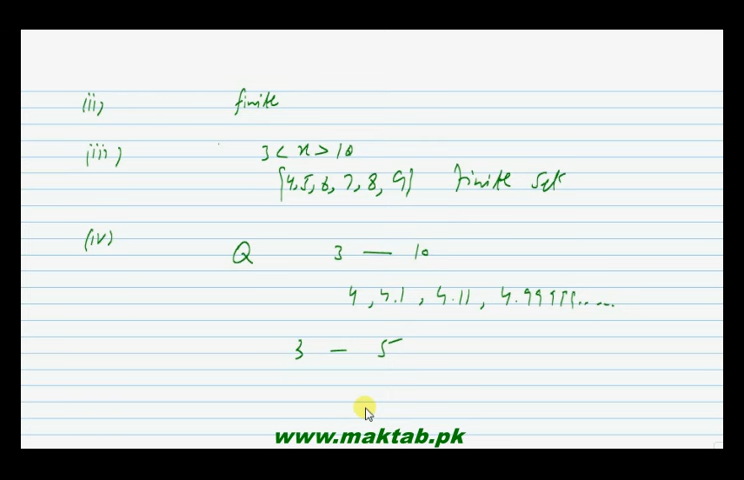 (ii) finite
(iii) 3 < x > 10
{4,5,6,7,8,9} finite set
(iv) Q 3 — 10
4, 4.1, 4.11, 4.99999.....
3 — 5
www.maktab.pk